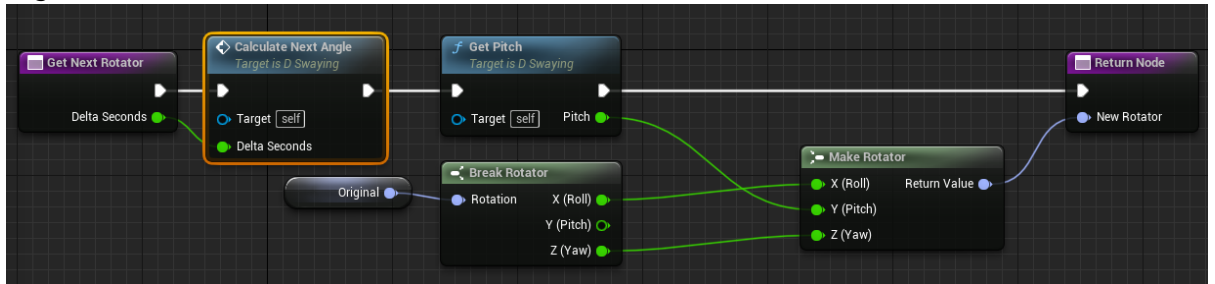 Get Next Rotator
Delta Seconds
Calculate Next Angle
Target is D Swaying
Target self
Delta Seconds
f Get Pitch
Target is D Swaying
Target self Pitch
Return Node
New Rotator
Original
Break Rotator
Rotation X (Roll)
Y (Pitch)
Z (Yaw)
Make Rotator
X (Roll) Return Value
Y (Pitch)
Z (Yaw)